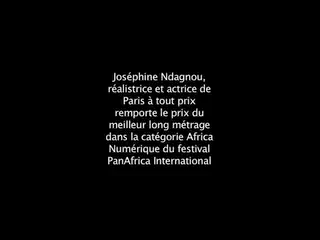 Joséphine Ndagnou,
réalistrice et actrice de
Paris à tout prix
remporte le prix du
meilleur long métrage
dans la catégorie Africa
Numérique du festival
PanAfrica International